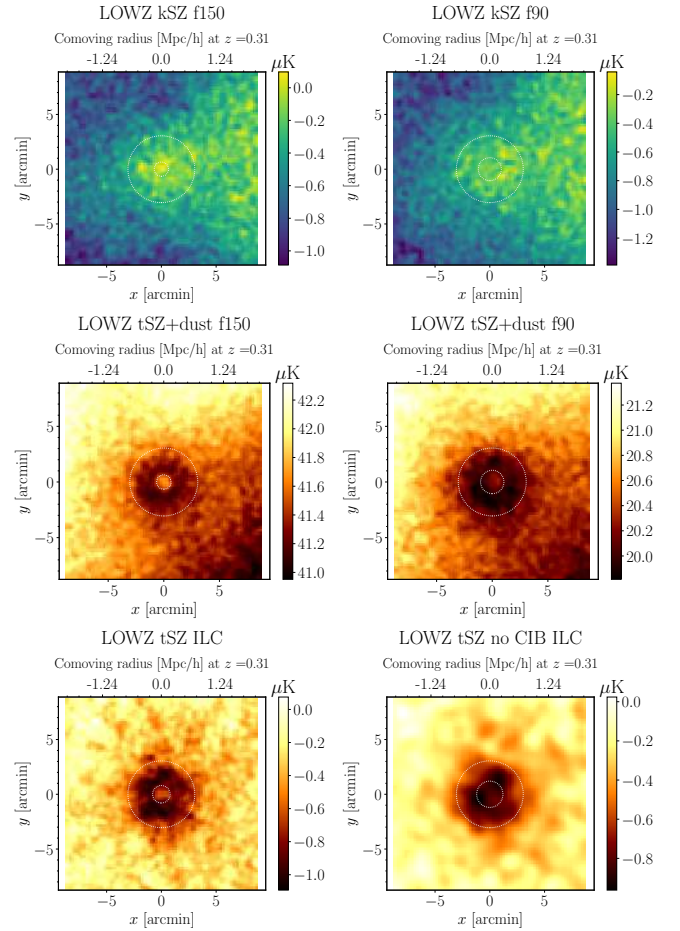 LOWZ kSZ f150
Comoving radius [Mpc/h] at z =0.31
-1.24 0.0 1.24
μK
5
0
−5
y [arcmin]
−5 0 5
x [arcmin]
0.0
−0.2
−0.4
−0.6
−0.8
−1.0
LOWZ kSZ f90
Comoving radius [Mpc/h] at z =0.31
-1.24 0.0 1.24
μK
5
0
−5
y [arcmin]
−5 0 5
x [arcmin]
−0.2
−0.4
−0.6
−0.8
−1.0
−1.2
LOWZ tSZ+dust f150
Comoving radius [Mpc/h] at z =0.31
-1.24 0.0 1.24
μK
5
0
−5
y [arcmin]
−5 0 5
x [arcmin]
42.2
42.0
41.8
41.6
41.4
41.3
41.1
41.0
LOWZ tSZ+dust f90
Comoving radius [Mpc/h] at z =0.31
-1.24 0.0 1.24
μK
5
0
−5
y [arcmin]
−5 0 5
x [arcmin]
21.2
21.0
20.8
20.6
20.4
20.2
20.0
LOWZ tSZ ILC
Comoving radius [Mpc/h] at z =0.31
-1.24 0.0 1.24
μK
5
0
−5
y [arcmin]
−5 0 5
x [arcmin]
0.0
−0.2
−0.4
−0.6
−0.8
−1.0
LOWZ tSZ no CIB ILC
Comoving radius [Mpc/h] at z =0.31
-1.24 0.0 1.24
μK
5
0
−5
y [arcmin]
−5 0 5
x [arcmin]
0.0
−0.2
−0.4
−0.6
−0.8